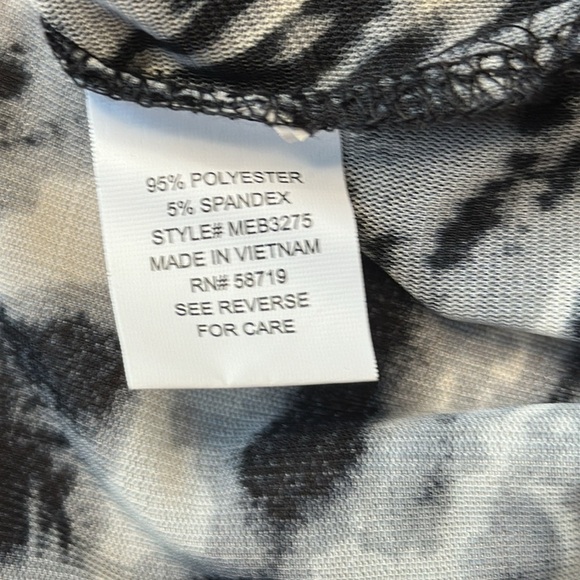 95% POLYESTER
5% SPANDEX
STYLE# MEB3275
MADE IN VIETNAM
RN# 58719
SEE REVERSE
FOR CARE